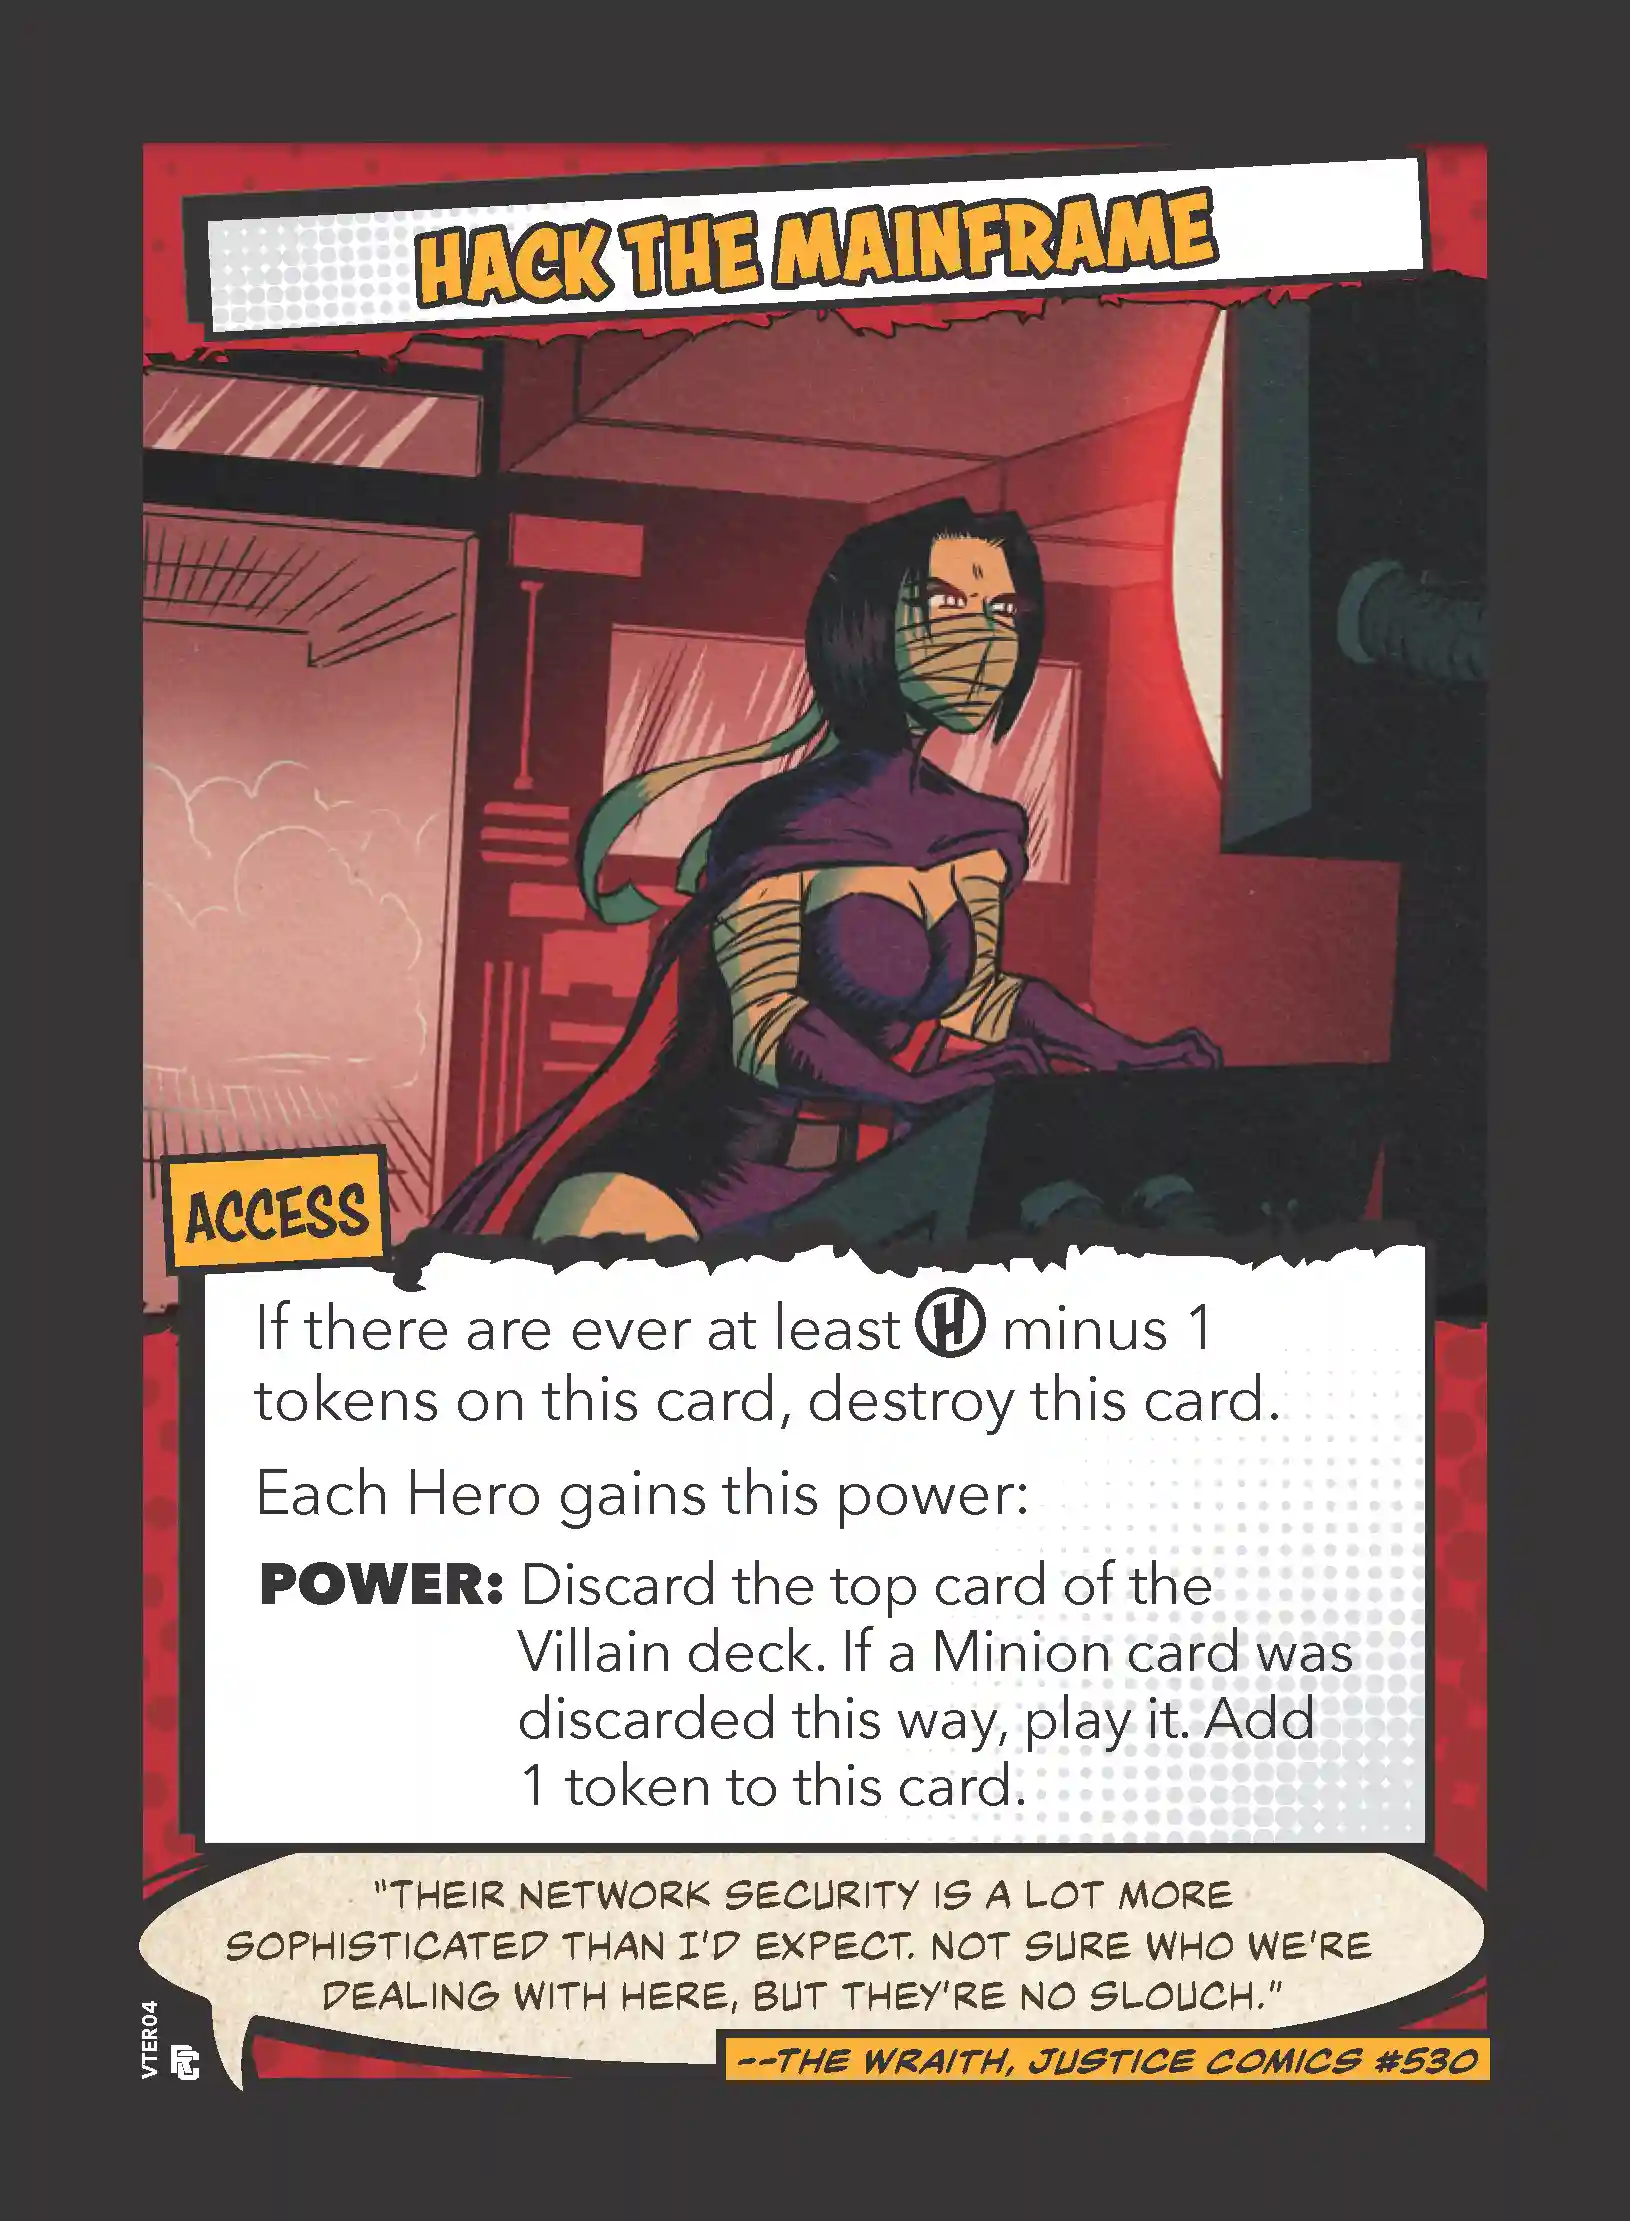 HACK THE MAINFRAME
ACCESS
If there are ever at least Ⓗ minus 1
tokens on this card, destroy this card.
Each Hero gains this power:
POWER: Discard the top card of the
Villain deck. If a Minion card was
discarded this way, play it. Add
1 token to this card.
"THEIR NETWORK SECURITY IS A LOT MORE
SOPHISTICATED THAN I'D EXPECT. NOT SURE WHO WE'RE
DEALING WITH HERE, BUT THEY'RE NO SLOUCH."
--THE WRAITH, JUSTICE COMICS #530
VTER04